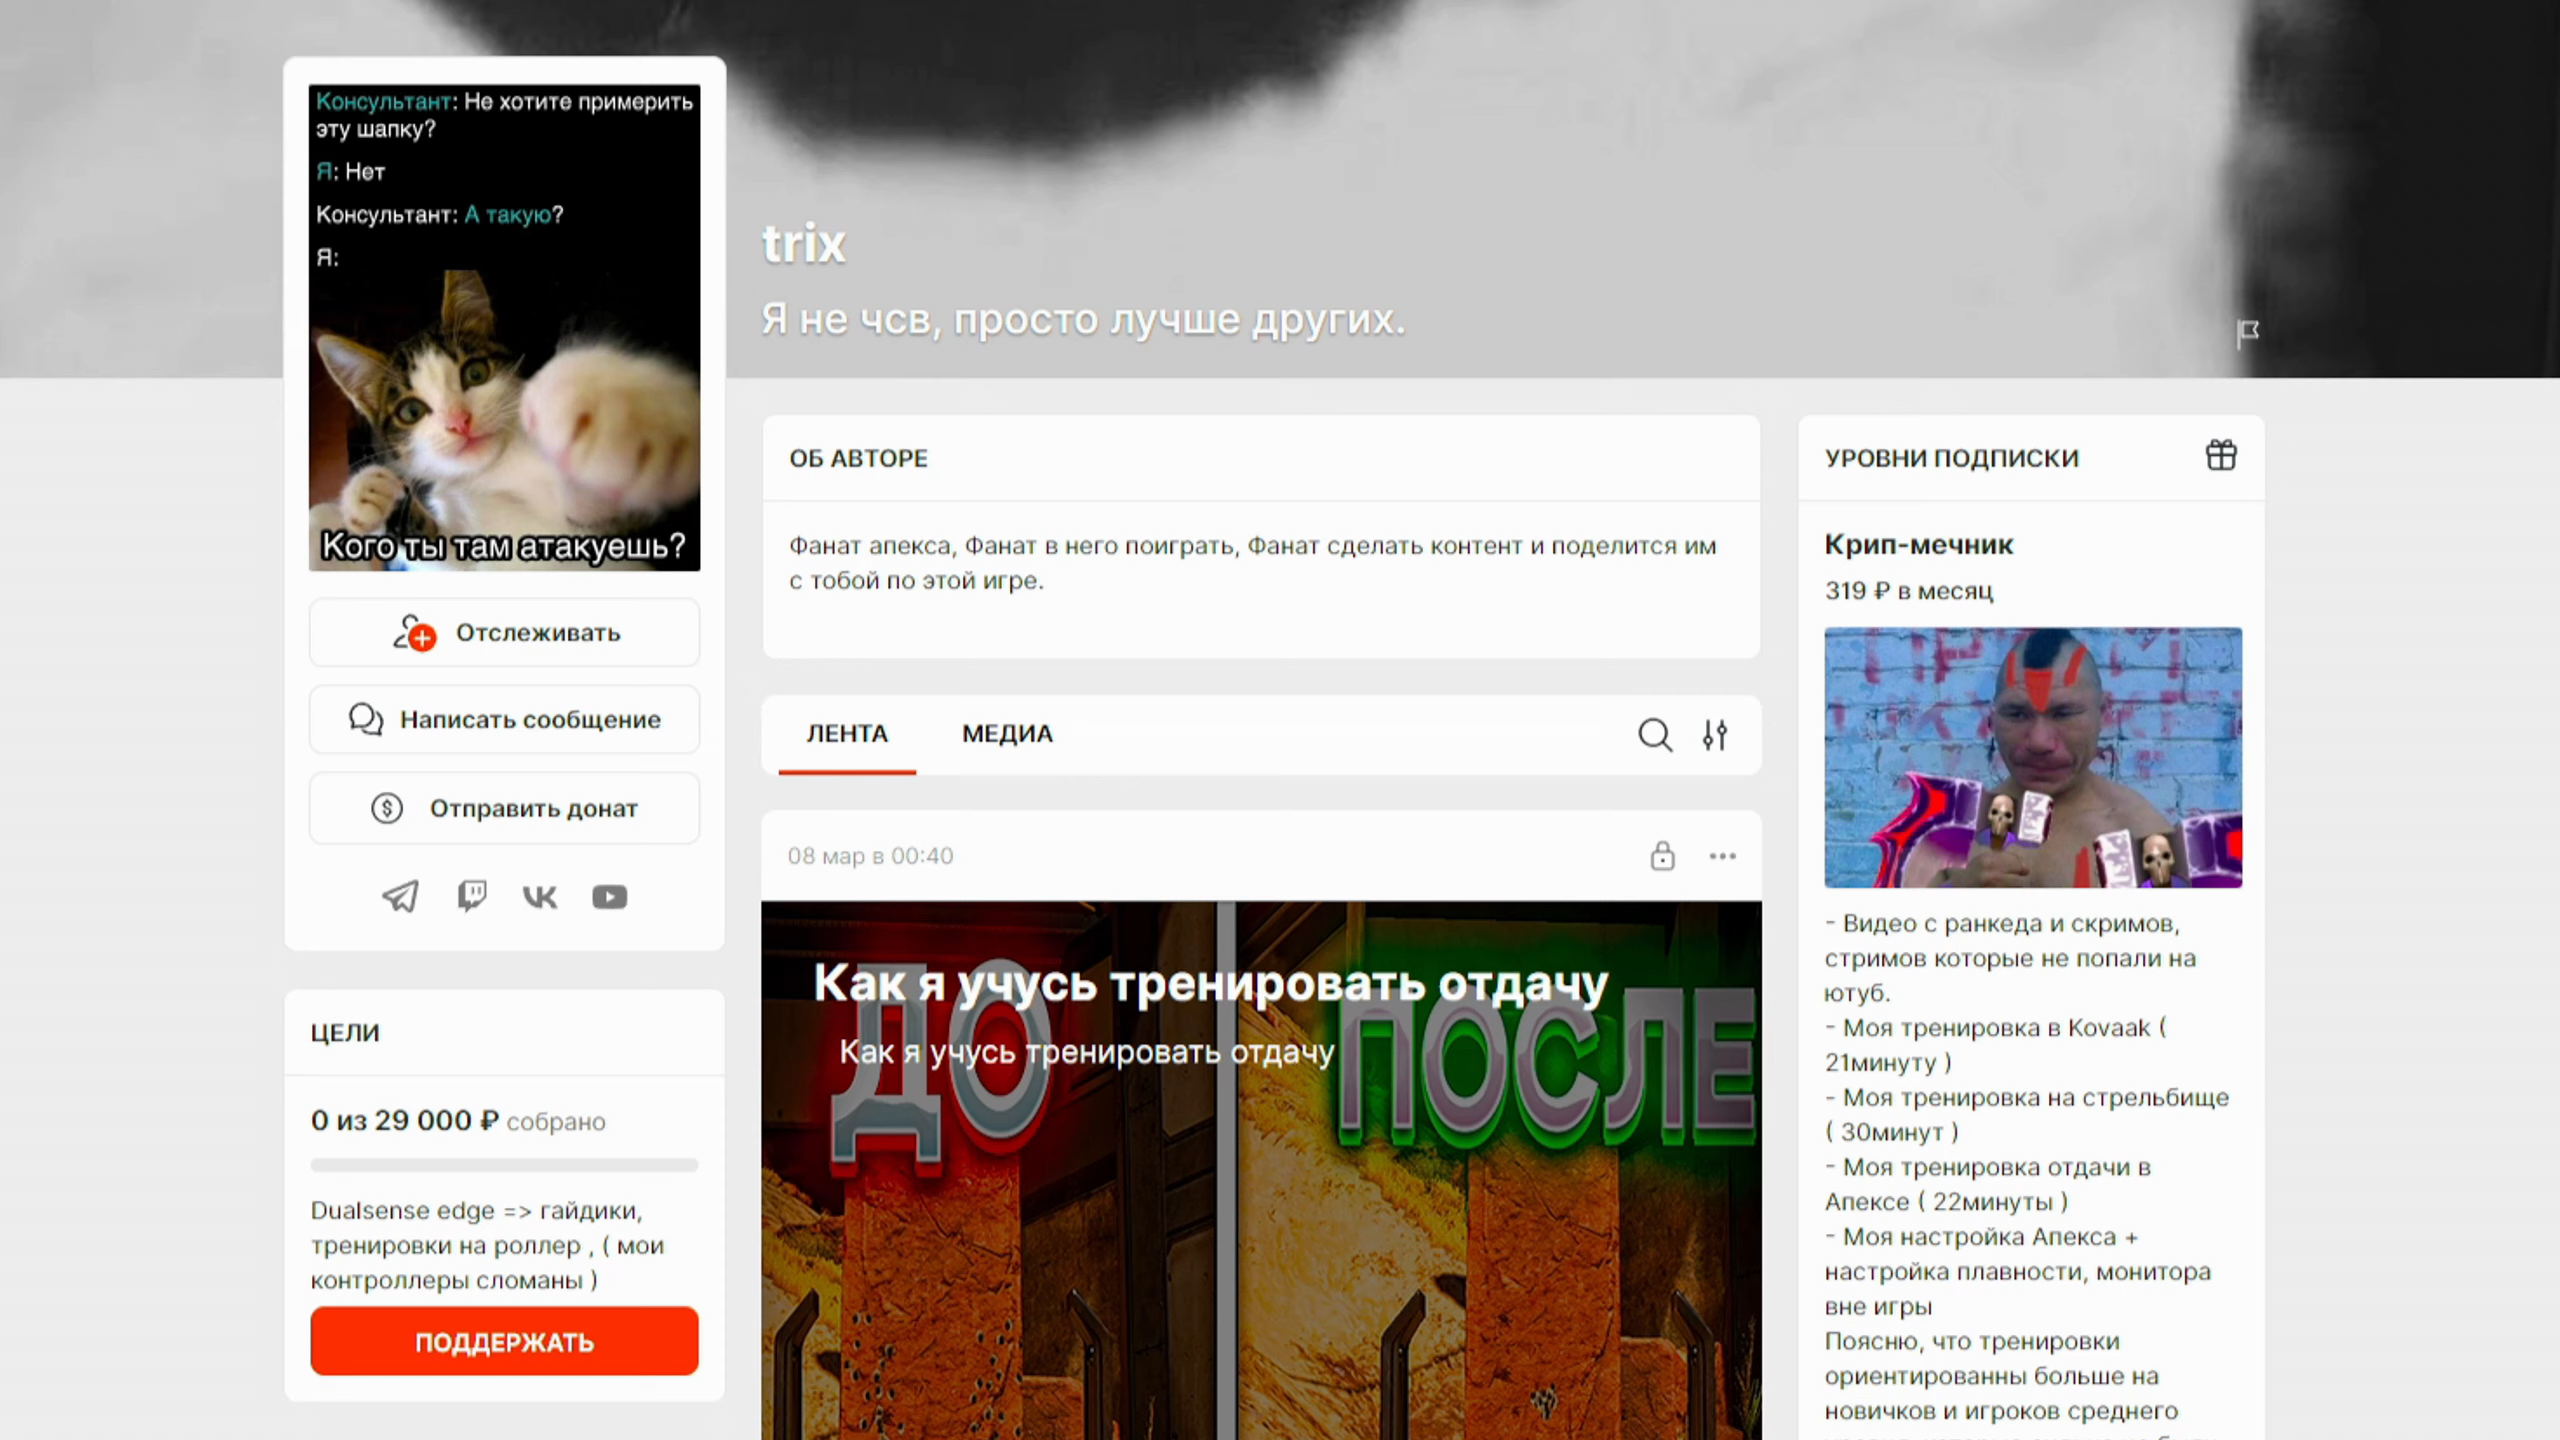 Консультант: Не хотите примерить
эту шапку?
Я: Нет
Консультант: А такую?
Я:
Кого ты там атакуешь?
Отслеживать
Написать сообщение
Отправить донат
ЦЕЛИ
0 из 29 000 ₽ собрано
Dualsense edge => гайдики,
тренировки на роллер , ( мои
контроллеры сломаны )
ПОДДЕРЖАТЬ
trix
Я не чсв, просто лучше других.
ОБ АВТОРЕ
Фанат апекса, Фанат в него поиграть, Фанат сделать контент и поделится им
с тобой по этой игре.
ЛЕНТА МЕДИА
08 мар в 00:40
Как я учусь тренировать отдачу
Как я учусь тренировать отдачу
ДО ПОСЛЕ
УРОВНИ ПОДПИСКИ
Крип-мечник
319 ₽ в месяц
- Видео с ранкеда и скримов,
стримов которые не попали на
ютуб.
- Моя тренировка в Kovaak (
21минуту )
- Моя тренировка на стрельбище
( 30минут )
- Моя тренировка отдачи в
Апексе ( 22минуты )
- Моя настройка Апекса +
настройка плавности, монитора
вне игры
Поясню, что тренировки
ориентированны больше на
новичков и игроков среднего